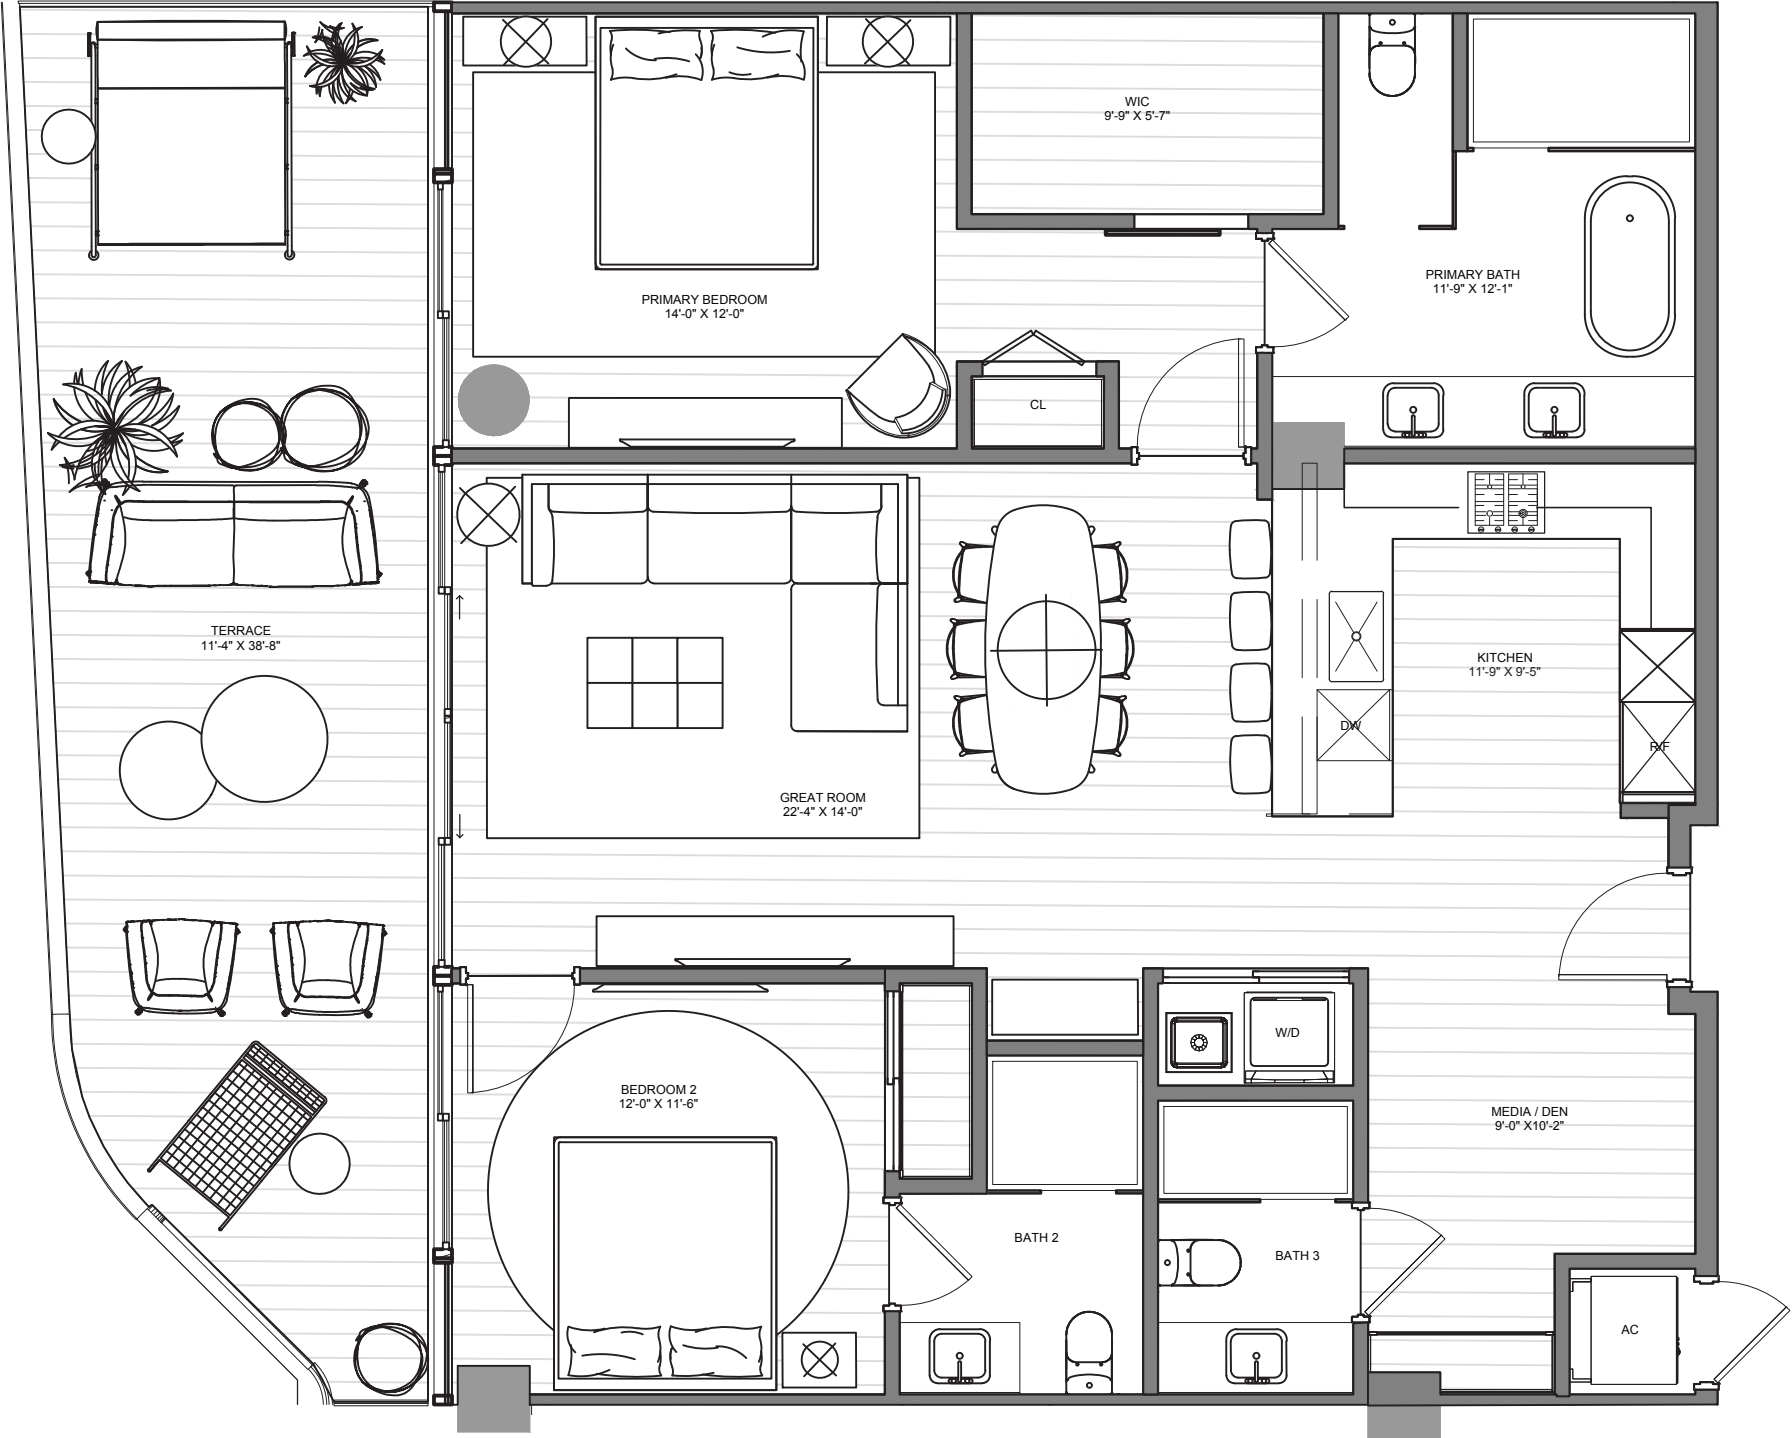 WIC
9'-9" X 5'-7"
PRIMARY BATH
11'-9" X 12'-1"
PRIMARY BEDROOM
14'-0" X 12'-0"
CL
TERRACE
11'-4" X 38'-8"
KITCHEN
11'-9" X 9'-5"
DW
R/F
GREAT ROOM
22'-4" X 14'-0"
W/D
BEDROOM 2
12'-0" X 11'-6"
MEDIA / DEN
9'-0" X10'-2"
BATH 2
BATH 3
AC